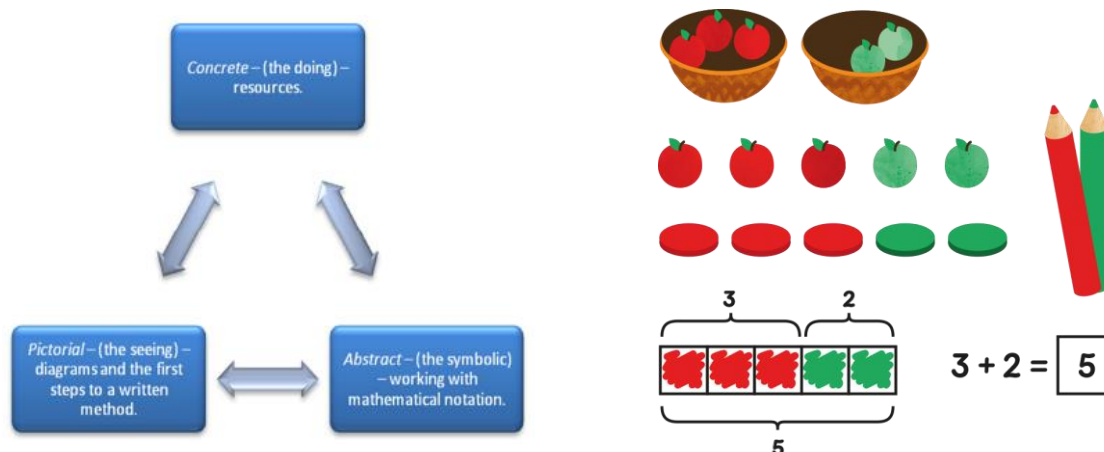 Concrete – (the doing) –
resources.
Pictorial – (the seeing) –
diagrams and the first
steps to a written
method.
Abstract – (the symbolic)
– working with
mathematical notation.
3 2
5
3 + 2 = 5